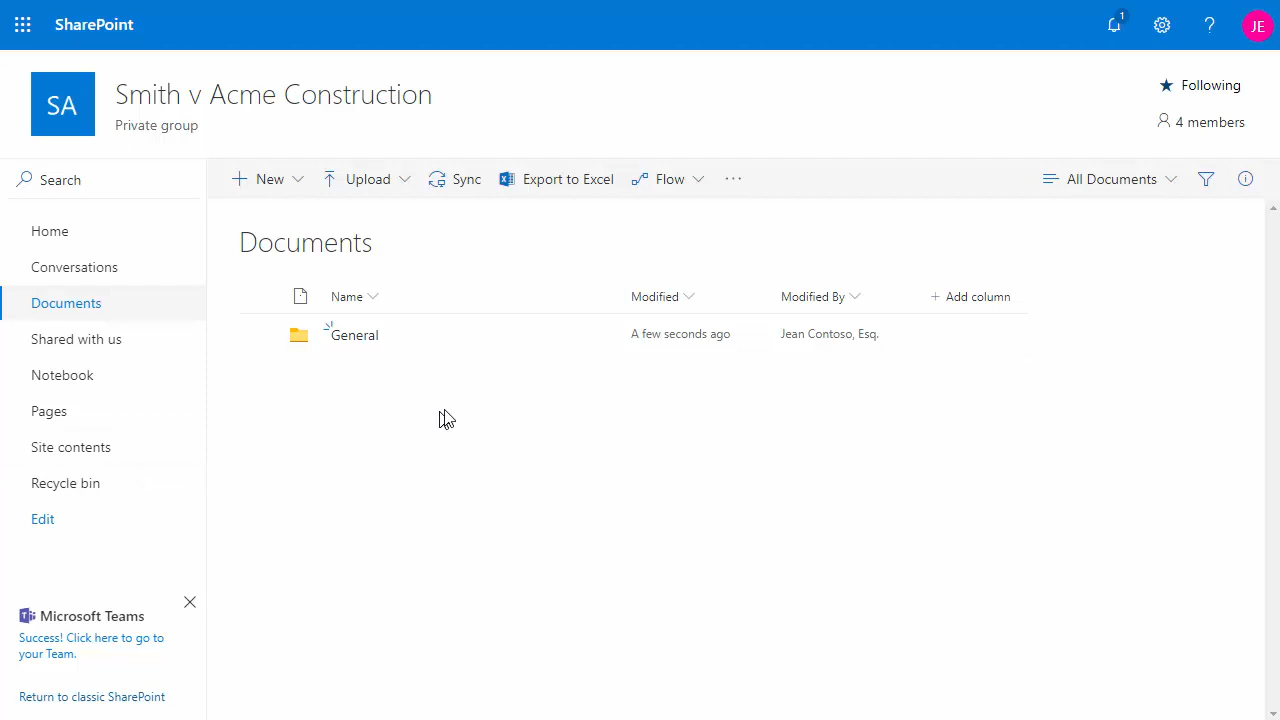 SharePoint
1
JE
SA
Smith v Acme Construction
Private group
Following
4 members
Search
New
Upload
Sync
Export to Excel
Flow
All Documents
Home
Conversations
Documents
Shared with us
Notebook
Pages
Site contents
Recycle bin
Edit
Documents
Name
Modified
Modified By
+ Add column
General
A few seconds ago
Jean Contoso, Esq.
Microsoft Teams
Success! Click here to go to
your Team.
Return to classic SharePoint